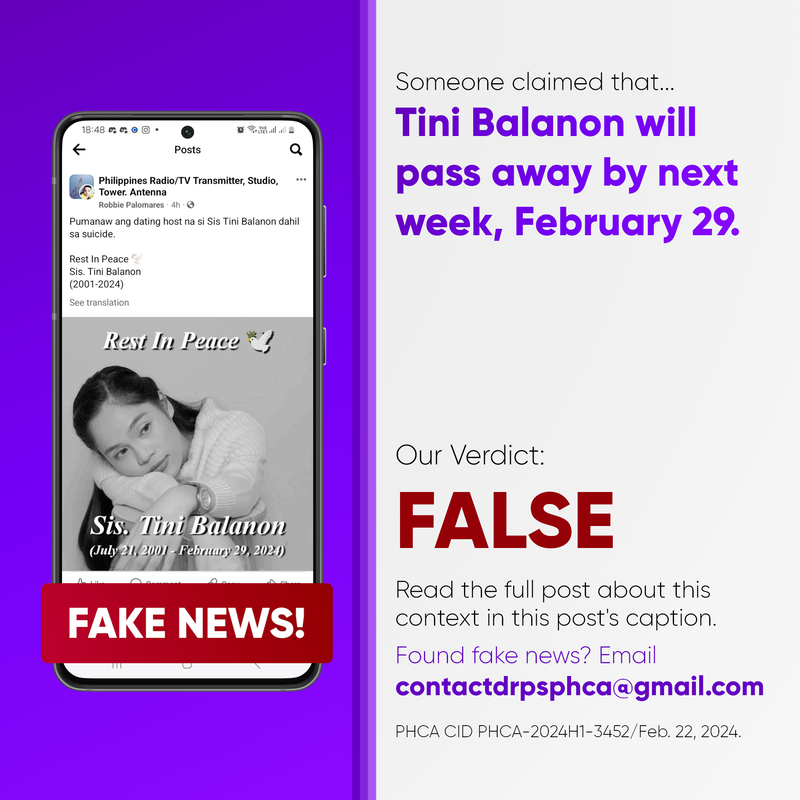 18:48
Posts
Philippines Radio/TV Transmitter, Studio,
Tower. Antenna
Robbie Palomares · 4h ·
Pumanaw ang dating host na si Sis Tini Balanon dahil
sa suicide.
Rest In Peace 🕊️
Sis. Tini Balanon
(2001-2024)
See translation
Rest In Peace 🕊️
Sis. Tini Balanon
(July 21, 2001 - February 29, 2024)
FAKE NEWS!
Someone claimed that...
Tini Balanon will
pass away by next
week, February 29.
Our Verdict:
FALSE
Read the full post about this
context in this post's caption.
Found fake news? Email
contactdrpsphca@gmail.com
PHCA CID PHCA-2024H1-3452/Feb. 22, 2024.